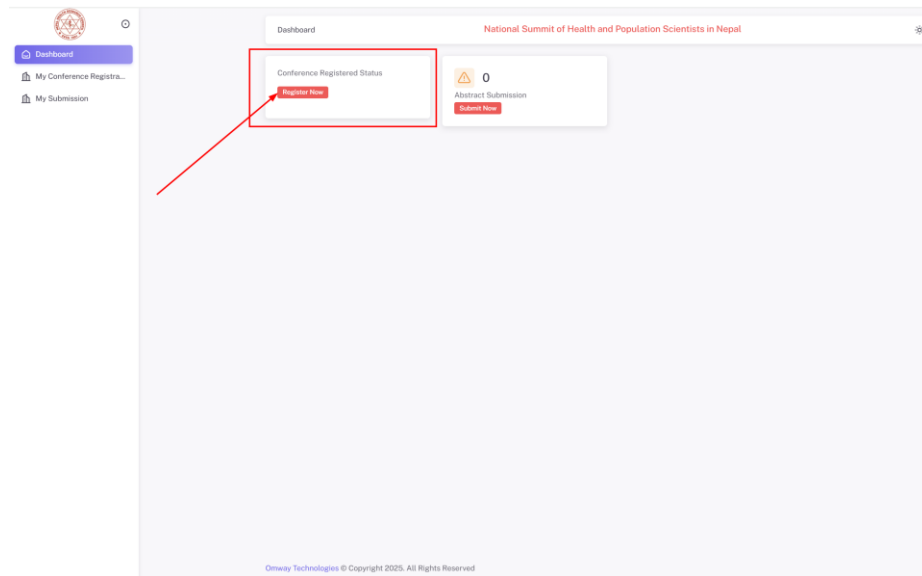 Dashboard
My Conference Registra...
My Submission
Dashboard
National Summit of Health and Population Scientists in Nepal
Conference Registered Status
Register Now
0
Abstract Submission
Submit Now
Omway Technologies © Copyright 2025. All Rights Reserved